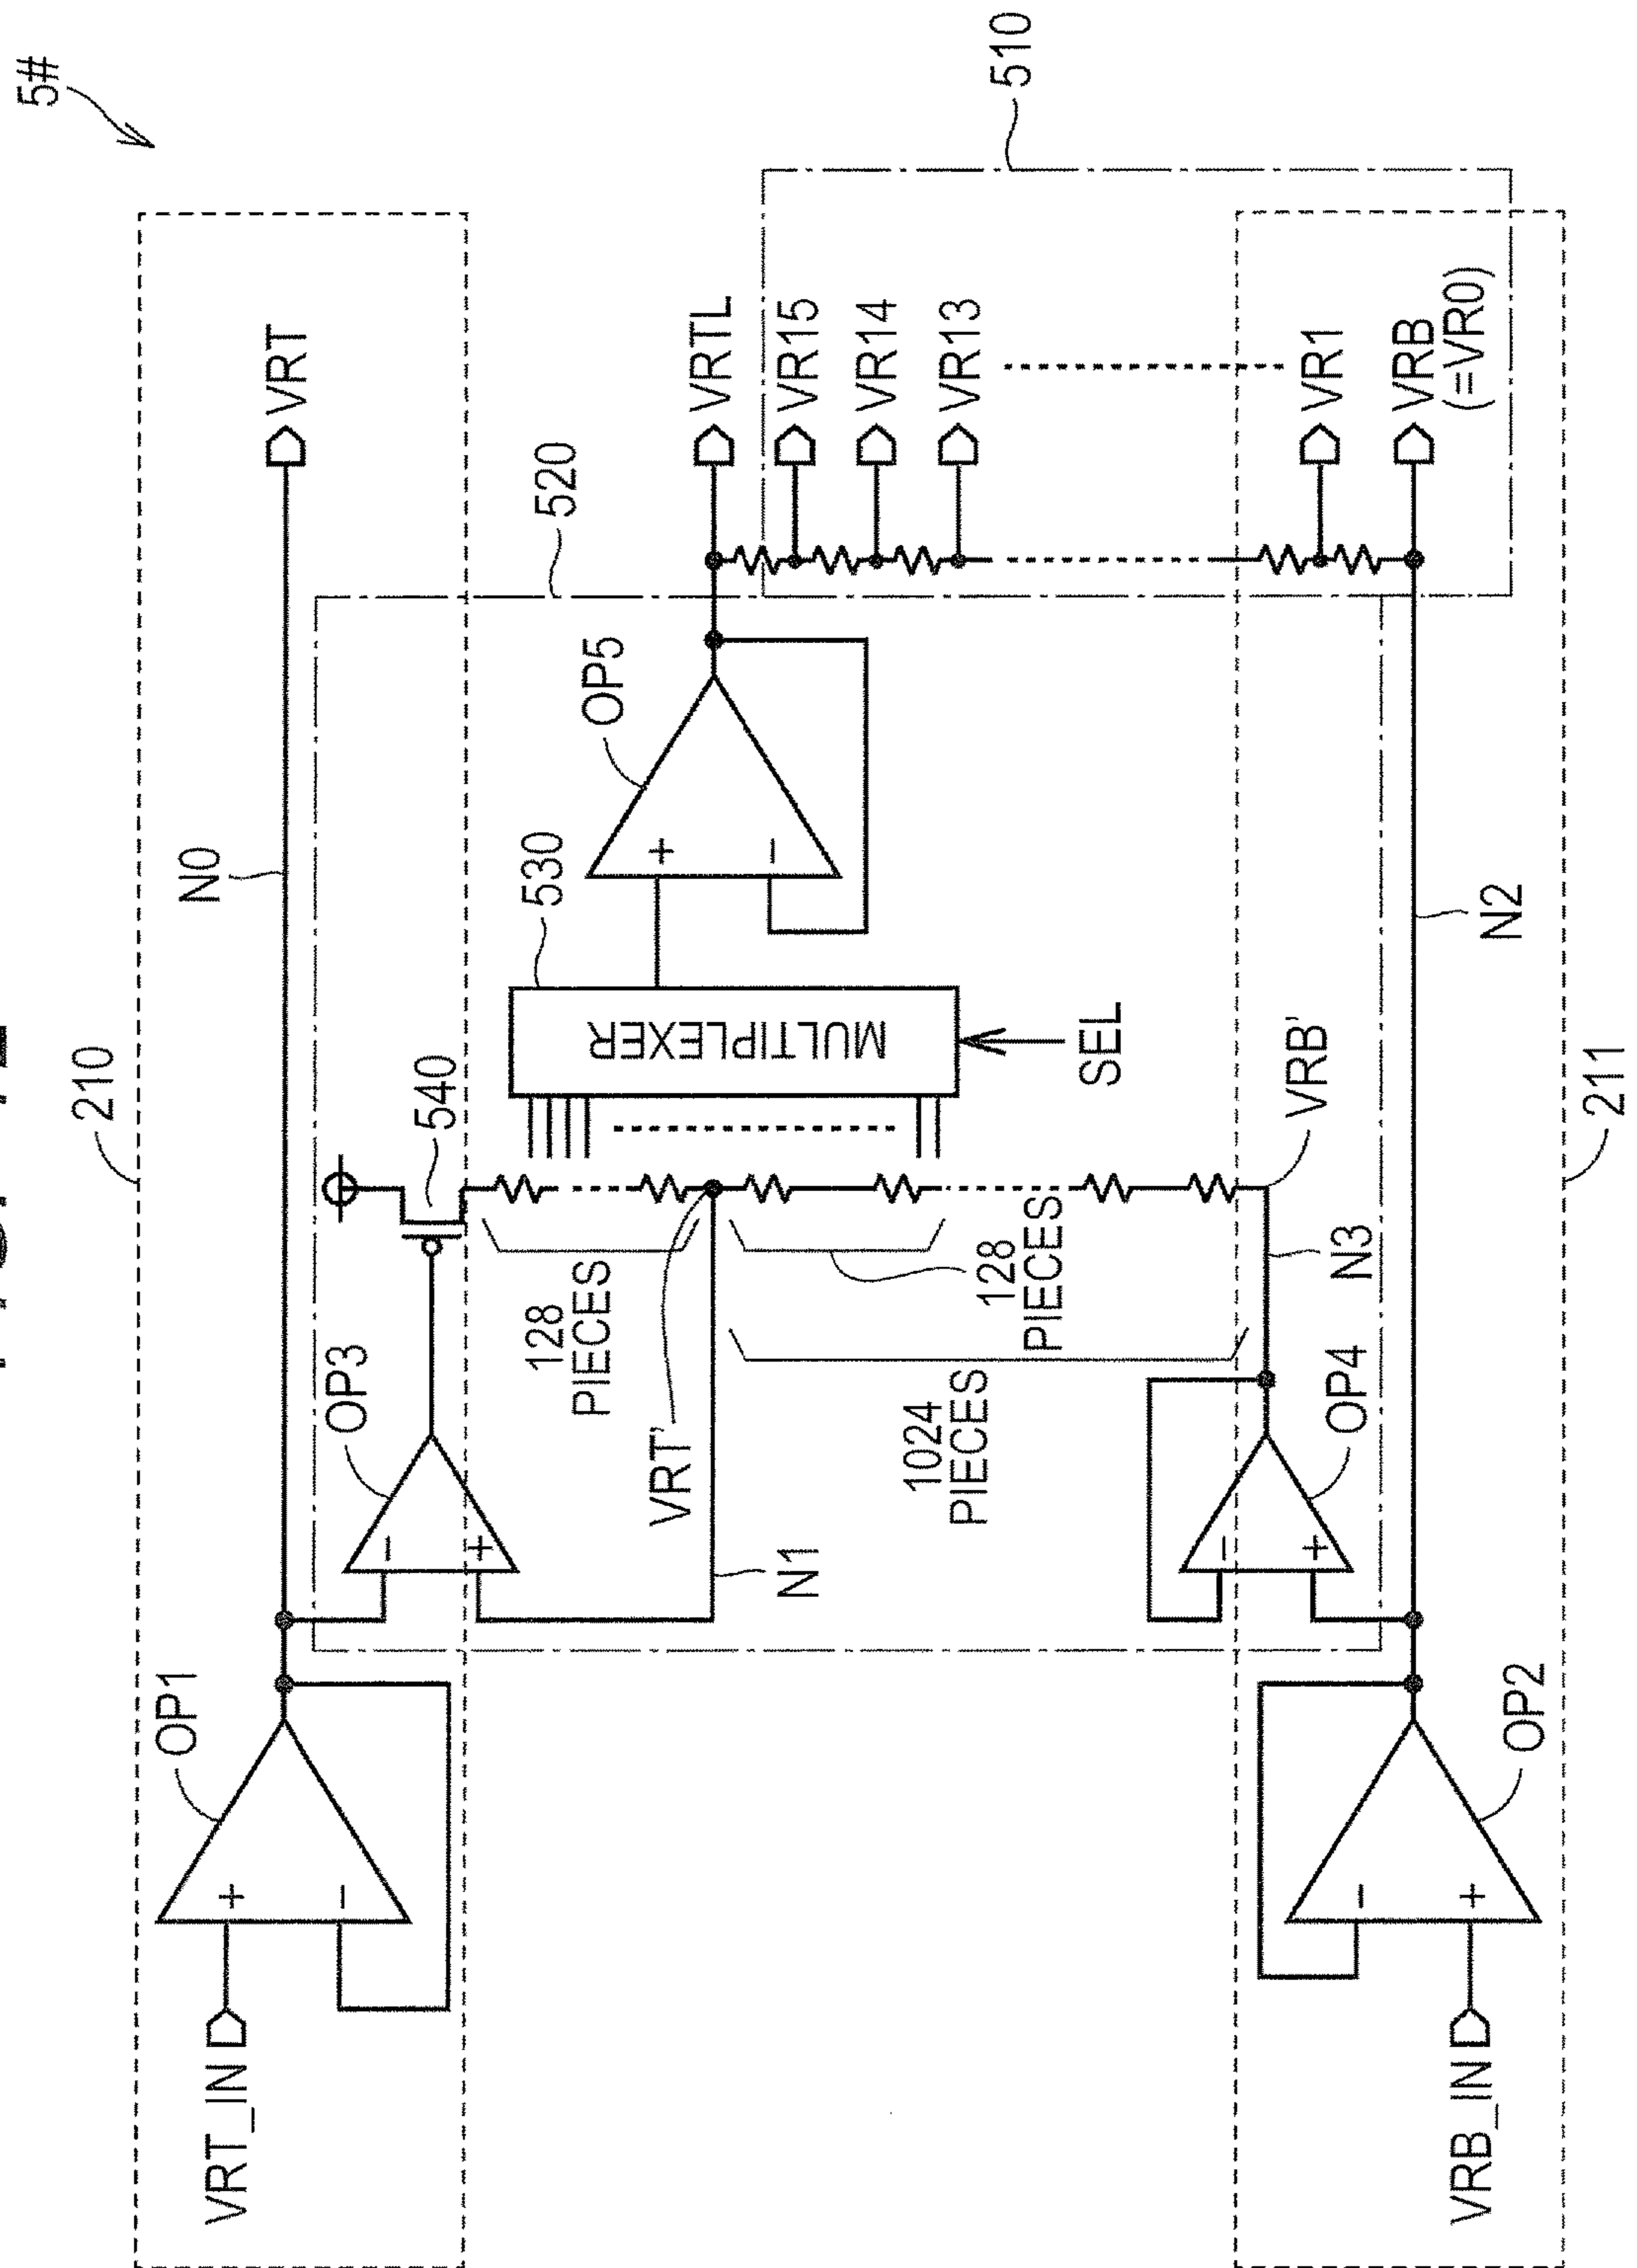 5#
210
N0
VRT
OP1
VRT_IN
OP3
540
520
530
OP5
MULTIPLEXER
SEL
VRTL
VR15
VR14
VR13
VR1
VRB
(=VR0)
510
128
PIECES
VRT'
128
PIECES
1024
PIECES
N1
VRB'
N3
OP4
N2
OP2
VRB_IN
211
+
−
−
+
+
−
−
+
−
+